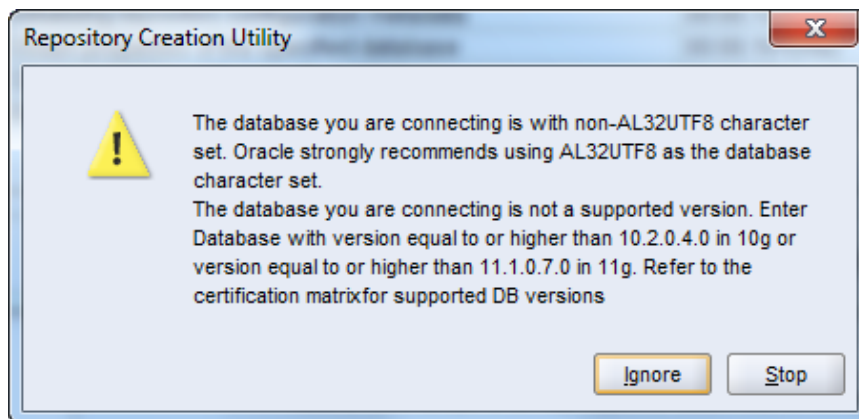 Repository Creation Utility
The database you are connecting is with non-AL32UTF8 character
set. Oracle strongly recommends using AL32UTF8 as the database
character set.
The database you are connecting is not a supported version. Enter
Database with version equal to or higher than 10.2.0.4.0 in 10g or
version equal to or higher than 11.1.0.7.0 in 11g. Refer to the
certification matrixfor supported DB versions
Ignore Stop